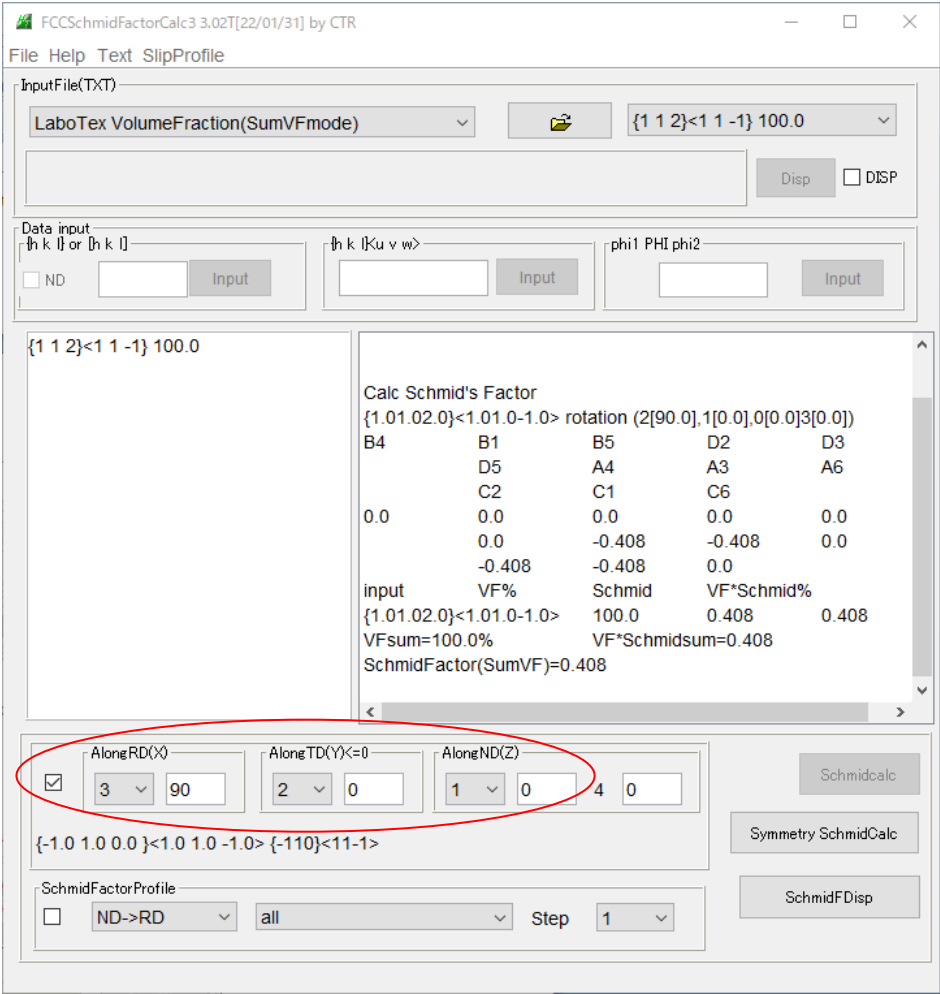 FCCSchmidFactorCalc3 3.02T[22/01/31] by CTR
File Help Text SlipProfile
InputFile(TXT)
LaboTex VolumeFraction(SumVFmode)
{1 1 2}<1 1 -1} 100.0
Disp
DISP
Data input
{h k l} or [h k l]
{h k l}<u v w>
phi1 PHI phi2
ND
Input
Input
Input
{1 1 2}<1 1 -1} 100.0
Calc Schmid's Factor
{1.01.02.0}<1.01.0-1.0> rotation (2[90.0],1[0.0],0[0.0]3[0.0])
B4 B1 B5 D2 D3
D5 A4 A3 A6
C2 C1 C6
0.0 0.0 0.0 0.0 0.0
0.0 -0.408 -0.408 0.0
-0.408 -0.408 0.0
input VF% Schmid VF*Schmid%
{1.01.02.0}<1.01.0-1.0> 100.0 0.408 0.408
VFsum=100.0% VF*Schmidsum=0.408
SchmidFactor(SumVF)=0.408
AlongRD(X)
AlongTD(Y)<=0
AlongND(Z)
3 90 2 0 1 0 4 0
{-1.0 1.0 0.0 }<1.0 1.0 -1.0> {-110}<11-1>
Schmidcalc
Symmetry SchmidCalc
SchmidFDisp
SchmidFactorProfile
ND->RD all Step 1